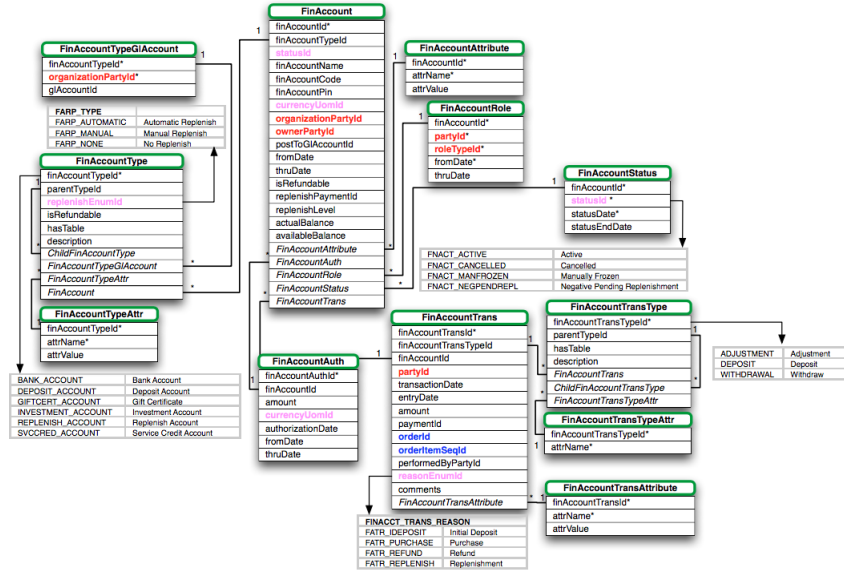 FinAccount
finAccountId*
finAccountTypeId
statusId
finAccountName
finAccountCode
finAccountPin
currencyUomId
organizationPartyId
ownerPartyId
postToGlAccountId
fromDate
thruDate
isRefundable
replenishPaymentId
replenishLevel
actualBalance
availableBalance
FinAccountAttribute
FinAccountAuth
FinAccountRole
FinAccountStatus
FinAccountTrans
FinAccountTypeGlAccount
finAccountTypeId*
organizationPartyId*
glAccountId
FARP_TYPE
FARP_AUTOMATIC Automatic Replenish
FARP_MANUAL Manual Replenish
FARP_NONE No Replenish
FinAccountType
finAccountTypeId*
parentTypeId
replenishEnumId
isRefundable
hasTable
description
ChildFinAccountType
FinAccountTypeGlAccount
FinAccountTypeAttr
FinAccount
FinAccountTypeAttr
finAccountTypeId*
attrName*
attrValue
BANK_ACCOUNT Bank Account
DEPOSIT_ACCOUNT Deposit Account
GIFTCERT_ACCOUNT Gift Certificate
INVESTMENT_ACCOUNT Investment Account
REPLENISH_ACCOUNT Replenish Account
SVCCRED_ACCOUNT Service Credit Account
FinAccountAttribute
finAccountId*
attrName*
attrValue
FinAccountRole
finAccountId*
partyId*
roleTypeId*
fromDate*
thruDate
FinAccountStatus
finAccountId*
statusId *
statusDate*
statusEndDate
FNACT_ACTIVE Active
FNACT_CANCELLED Cancelled
FNACT_MANFROZEN Manually Frozen
FNACT_NEGPENDREPL Negative Pending Replenishment
FinAccountAuth
finAccountAuthId*
finAccountId
amount
currencyUomId
authorizationDate
fromDate
thruDate
FinAccountTrans
finAccountTransId*
finAccountTransTypeId
finAccountId
partyId
transactionDate
entryDate
amount
paymentId
orderId
orderItemSeqId
performedByPartyId
reasonEnumId
comments
FinAccountTransAttribute
FINACCT_TRANS_REASON
FATR_IDEPOSIT Initial Deposit
FATR_PURCHASE Purchase
FATR_REFUND Refund
FATR_REPLENISH Replenishment
FinAccountTransType
finAccountTransTypeId*
parentTypeId
hasTable
description
FinAccountTrans
ChildFinAccountTransType
FinAccountTransTypeAttr
ADJUSTMENT Adjustment
DEPOSIT Deposit
WITHDRAWAL Withdraw
FinAccountTransTypeAttr
finAccountTransTypeId*
attrName*
FinAccountTransAttribute
finAccountTransId*
attrName*
attrValue